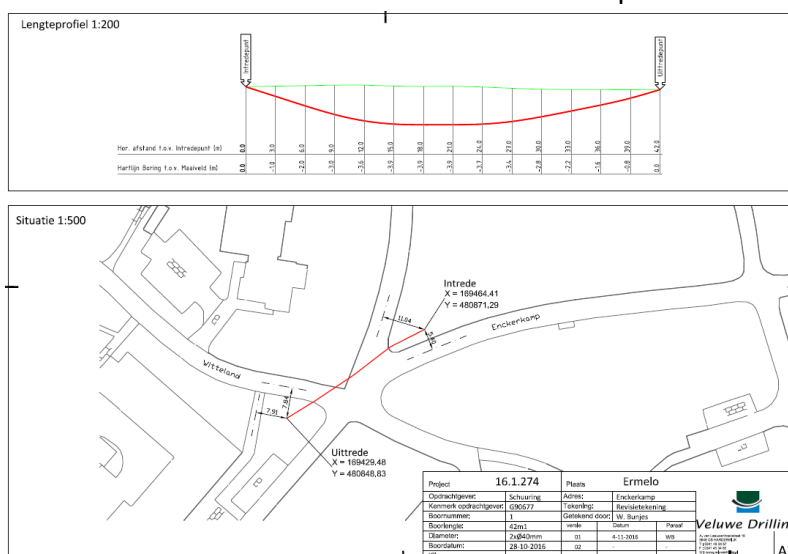 Lengteprofiel 1:200
Intredepunt
Uittredepunt
Hor. afstand t.o.v. Intredepunt (m) 0.0 3.0 6.0 9.0 12.0 15.0 18.0 21.0 24.0 27.0 30.0 33.0 36.0 39.0 42.0
Hartlijn Boring t.o.v. Maaiveld (m) 0.0 -1.0 -2.0 -3.0 -3.6 -3.9 -3.9 -3.9 -3.7 -3.4 -2.8 -2.2 -1.6 -0.8 0.0
Situatie 1:500
Intrede
X = 169464,41
Y = 480871,29
11.04
Enckerkamp
Witteland
7.84
7.91
Uittrede
X = 169429,48
Y = 480848,83
Project 16.1.274 Plaats Ermelo
Opdrachtgever: Schuuring Adres: Enckerkamp
Kenmerk opdrachtgever: G90677 Tekening: Revisietekening
Boornummer: 1 Getekend door: W. Bunjes
Boorlengte: 42m1 versie Datum Paraaf
Diameter: 2xØ40mm 01 4-11-2016 WB
Boordatum: 28-10-2016 02 - -
Veluwe Drillin
A